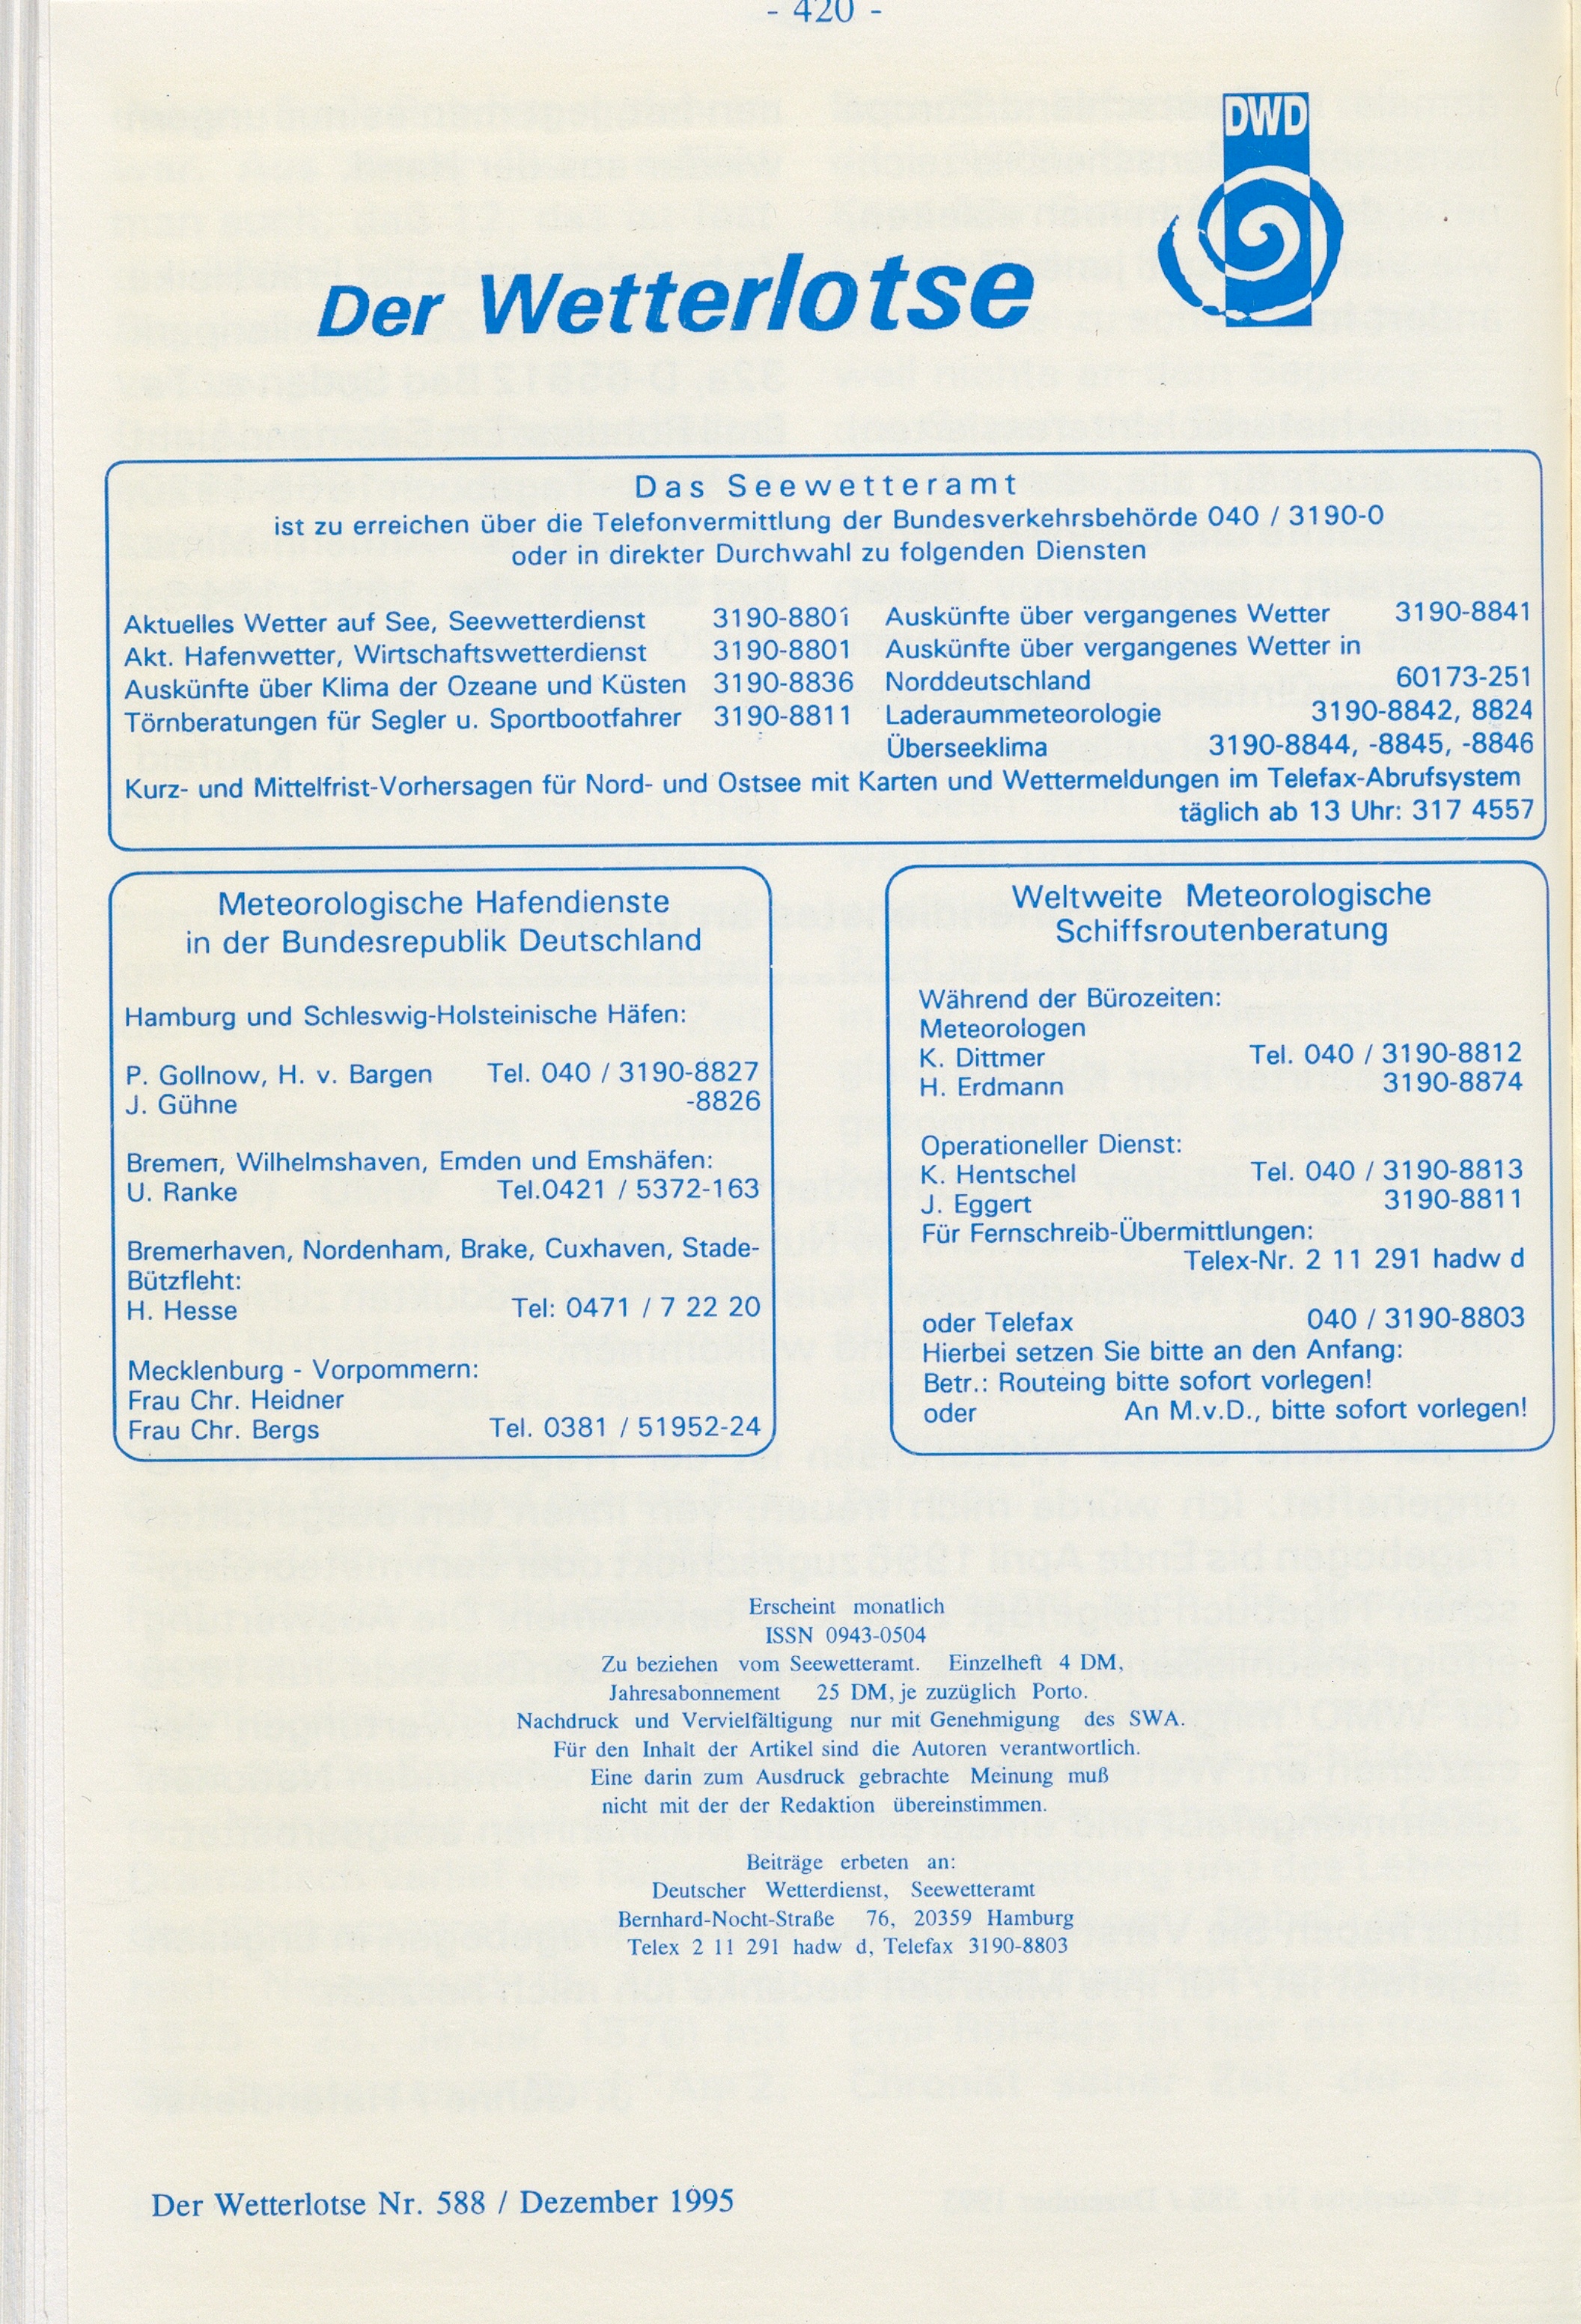 - 420 -
DWD
Der Wetterlotse
Das Seewetteramt
ist zu erreichen über die Telefonvermittlung der Bundesverkehrsbehörde 040 / 3190-0
oder in direkter Durchwahl zu folgenden Diensten
Aktuelles Wetter auf See, Seewetterdienst 3190-8801
Akt. Hafenwetter, Wirtschaftswetterdienst 3190-8801
Auskünfte über Klima der Ozeane und Küsten 3190-8836
Törnberatungen für Segler u. Sportbootfahrer 3190-8811
Auskünfte über vergangenes Wetter 3190-8841
Auskünfte über vergangenes Wetter in
Norddeutschland 60173-251
Laderaummeteorologie 3190-8842, 8824
Überseeklima 3190-8844, -8845, -8846
Kurz- und Mittelfrist-Vorhersagen für Nord- und Ostsee mit Karten und Wettermeldungen im Telefax-Abrufsystem
täglich ab 13 Uhr: 317 4557
Meteorologische Hafendienste
in der Bundesrepublik Deutschland
Hamburg und Schleswig-Holsteinische Häfen:
P. Gollnow, H. v. Bargen Tel. 040 / 3190-8827
J. Gühne -8826
Bremen, Wilhelmshaven, Emden und Emshäfen:
U. Ranke Tel.0421 / 5372-163
Bremerhaven, Nordenham, Brake, Cuxhaven, Stade-
Bützfleht:
H. Hesse Tel: 0471 / 7 22 20
Mecklenburg - Vorpommern:
Frau Chr. Heidner
Frau Chr. Bergs Tel. 0381 / 51952-24
Weltweite Meteorologische
Schiffsroutenberatung
Während der Bürozeiten:
Meteorologen
K. Dittmer Tel. 040 / 3190-8812
H. Erdmann 3190-8874
Operationeller Dienst:
K. Hentschel Tel. 040 / 3190-8813
J. Eggert 3190-8811
Für Fernschreib-Übermittlungen:
Telex-Nr. 2 11 291 hadw d
oder Telefax 040 / 3190-8803
Hierbei setzen Sie bitte an den Anfang:
Betr.: Routeing bitte sofort vorlegen!
oder An M.v.D., bitte sofort vorlegen!
Erscheint monatlich
ISSN 0943-0504
Zu beziehen vom Seewetteramt. Einzelheft 4 DM,
Jahresabonnement 25 DM, je zuzüglich Porto.
Nachdruck und Vervielfältigung nur mit Genehmigung des SWA.
Für den Inhalt der Artikel sind die Autoren verantwortlich.
Eine darin zum Ausdruck gebrachte Meinung muß
nicht mit der der Redaktion übereinstimmen.
Beiträge erbeten an:
Deutscher Wetterdienst, Seewetteramt
Bernhard-Nocht-Straße 76, 20359 Hamburg
Telex 2 11 291 hadw d, Telefax 3190-8803
Der Wetterlotse Nr. 588 / Dezember 1995